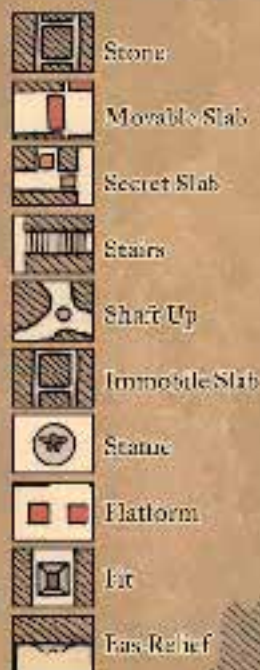 Stone
Movable Slab
Secret Slab
Stairs
Shaft Up
Immobile Slab
Statue
Platform
Pit
Bas-Relief